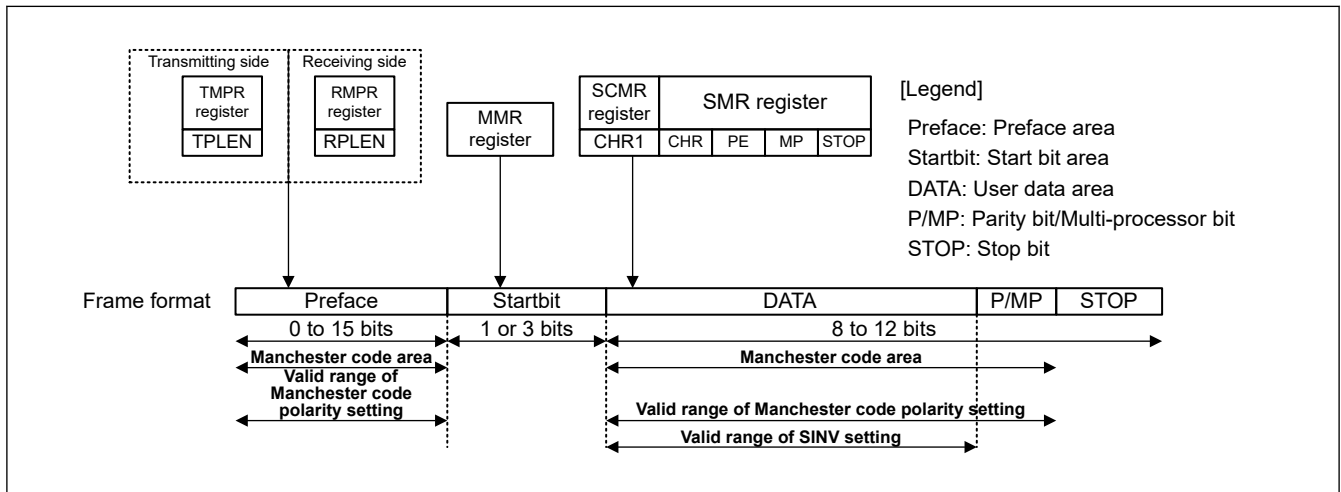 Transmitting side
Receiving side
TMPR
register
TPLEN
RMPR
register
RPLEN
MMR
register
SCMR
register
CHR1
SMR register
CHR
PE
MP
STOP
[Legend]
Preface: Preface area
Startbit: Start bit area
DATA: User data area
P/MP: Parity bit/Multi-processor bit
STOP: Stop bit
Frame format
Preface
Startbit
DATA
P/MP
STOP
0 to 15 bits
1 or 3 bits
8 to 12 bits
Manchester code area
Manchester code area
Valid range of
Manchester code
polarity setting
Valid range of Manchester code polarity setting
Valid range of SINV setting